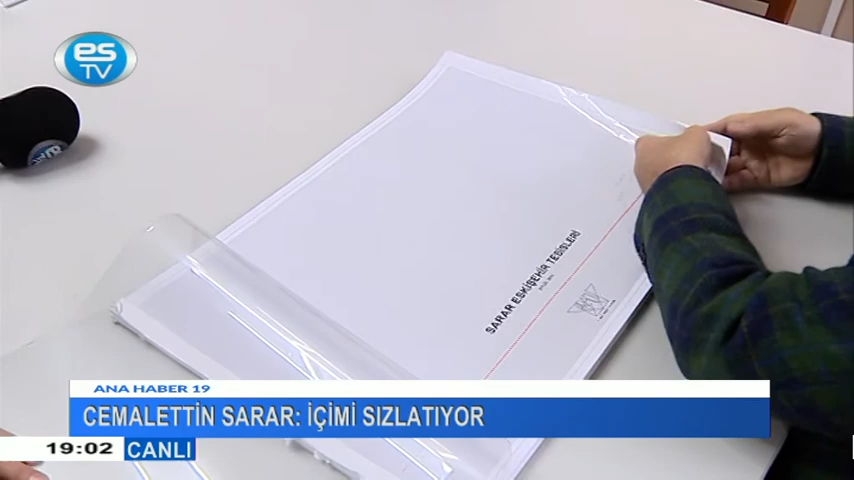 es
TV
SARAR ESKİŞEHİR TESİSLERİ
ANA HABER 19
CEMALETTİN SARAR: İÇİMİ SIZLATIYOR
19:02 CANLI